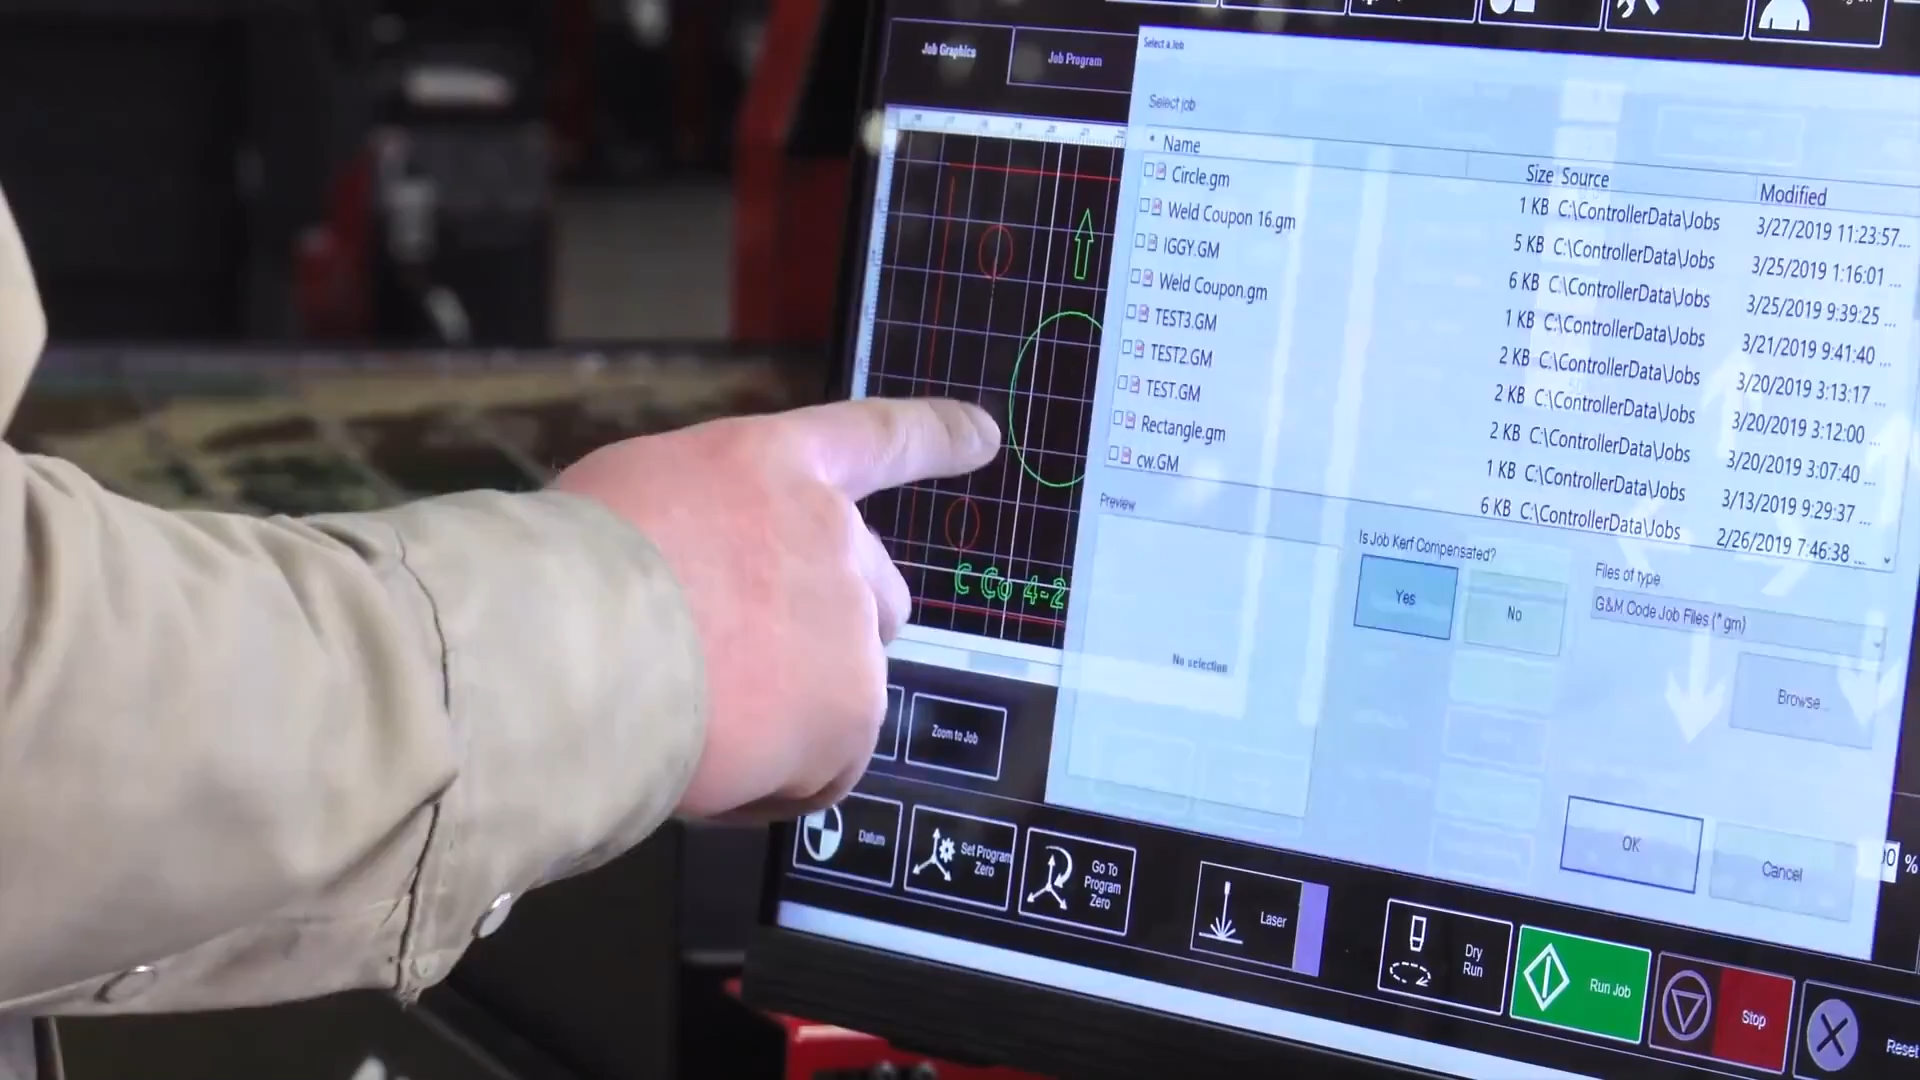 Job Graphics
Job Program
Select a Job
Select job
Name Size Source Modified
Circle.gm 1 KB C:\ControllerData\Jobs 3/27/2019 11:23:57...
Weld Coupon 16.gm 5 KB C:\ControllerData\Jobs 3/25/2019 1:16:01 ...
IGGY.GM 6 KB C:\ControllerData\Jobs 3/25/2019 9:39:25 ...
Weld Coupon.gm 1 KB C:\ControllerData\Jobs 3/21/2019 9:41:40 ...
TEST3.GM 2 KB C:\ControllerData\Jobs 3/20/2019 3:13:17 ...
TEST2.GM 2 KB C:\ControllerData\Jobs 3/20/2019 3:12:00 ...
TEST.GM 2 KB C:\ControllerData\Jobs 3/20/2019 3:07:40 ...
Rectangle.gm 1 KB C:\ControllerData\Jobs 3/13/2019 9:29:37 ...
cw.GM 6 KB C:\ControllerData\Jobs 2/26/2019 7:46:38 ...
Preview
No selection
Is Job Kerf Compensated?
Yes
No
Files of type
G&M Code Job Files (*.gm)
Browse...
OK
Cancel
C Co 4-2
Zoom to Job
Datum
Set Program
Zero
Go To
Program
Zero
Laser
Dry
Run
Run Job
Stop
Reset
%